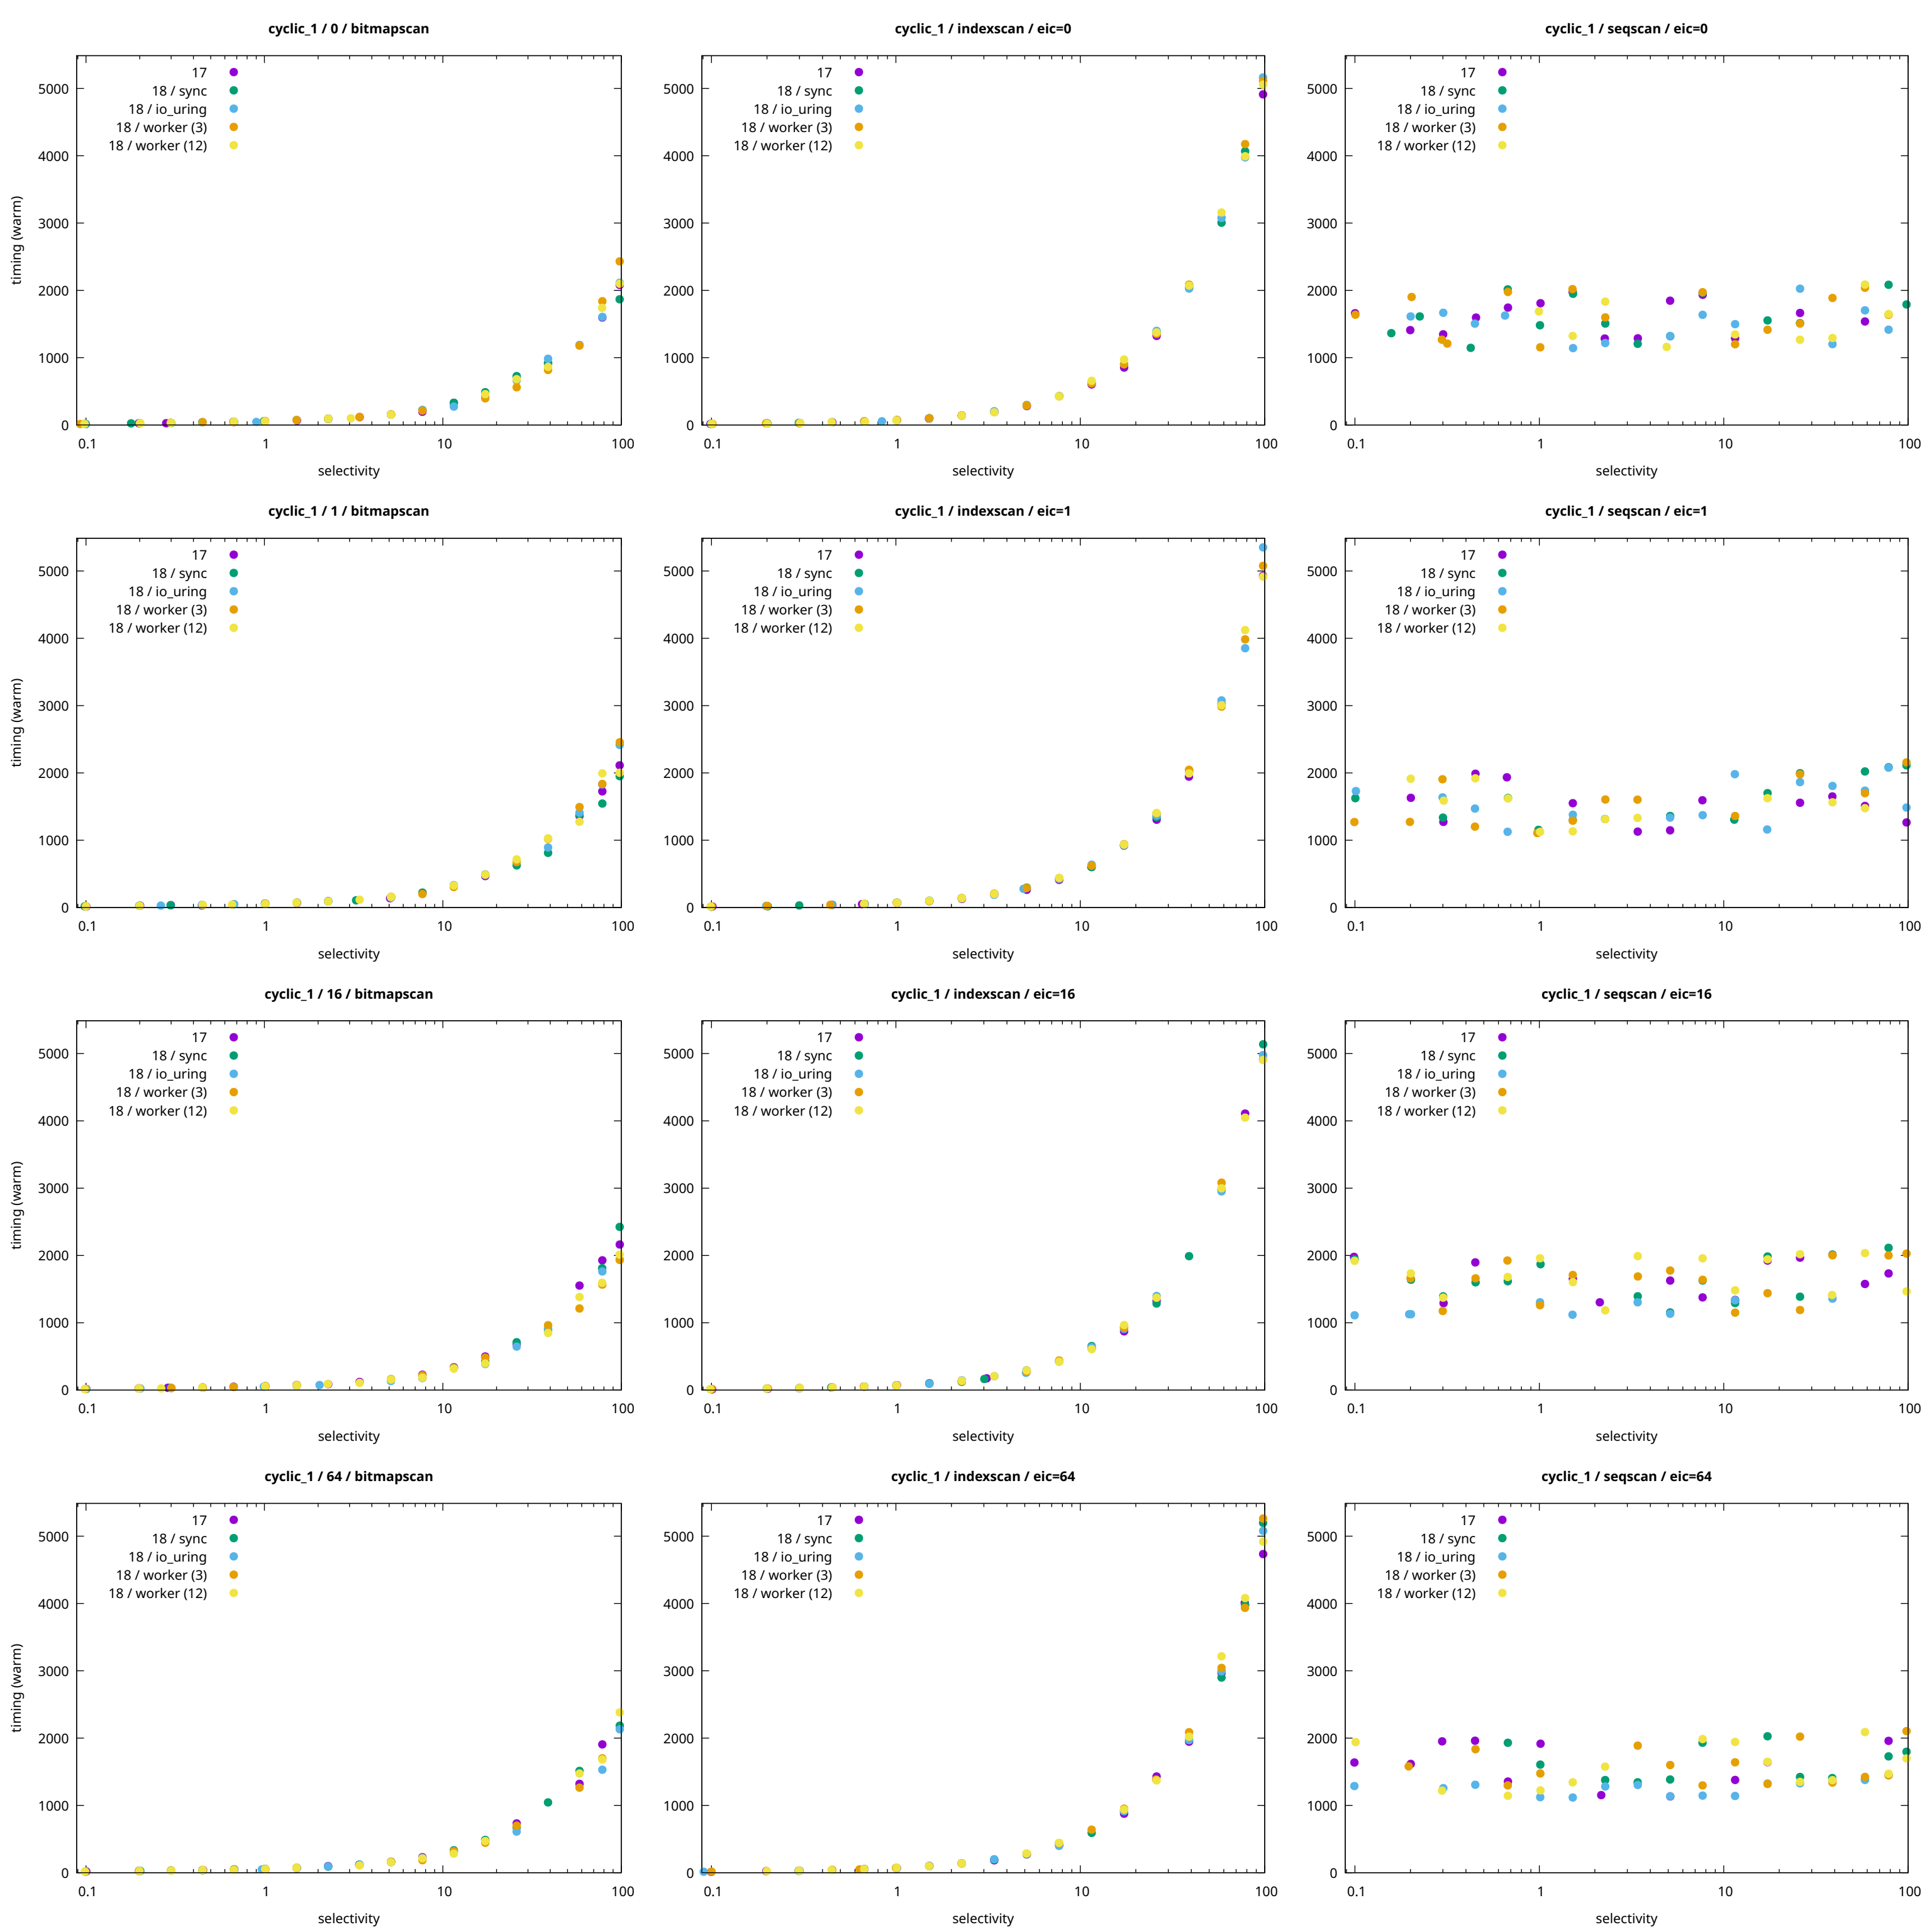 cyclic_1 / 0 / bitmapscan
timing (warm)
5000
4000
3000
2000
1000
0
17
18 / sync
18 / io_uring
18 / worker (3)
18 / worker (12)
0.1 1 10 100
selectivity
cyclic_1 / indexscan / eic=0
5000
4000
3000
2000
1000
0
17
18 / sync
18 / io_uring
18 / worker (3)
18 / worker (12)
0.1 1 10 100
selectivity
cyclic_1 / seqscan / eic=0
5000
4000
3000
2000
1000
0
17
18 / sync
18 / io_uring
18 / worker (3)
18 / worker (12)
0.1 1 10 100
selectivity
cyclic_1 / 1 / bitmapscan
timing (warm)
5000
4000
3000
2000
1000
0
17
18 / sync
18 / io_uring
18 / worker (3)
18 / worker (12)
0.1 1 10 100
selectivity
cyclic_1 / indexscan / eic=1
5000
4000
3000
2000
1000
0
17
18 / sync
18 / io_uring
18 / worker (3)
18 / worker (12)
0.1 1 10 100
selectivity
cyclic_1 / seqscan / eic=1
5000
4000
3000
2000
1000
0
17
18 / sync
18 / io_uring
18 / worker (3)
18 / worker (12)
0.1 1 10 100
selectivity
cyclic_1 / 16 / bitmapscan
timing (warm)
5000
4000
3000
2000
1000
0
17
18 / sync
18 / io_uring
18 / worker (3)
18 / worker (12)
0.1 1 10 100
selectivity
cyclic_1 / indexscan / eic=16
5000
4000
3000
2000
1000
0
17
18 / sync
18 / io_uring
18 / worker (3)
18 / worker (12)
0.1 1 10 100
selectivity
cyclic_1 / seqscan / eic=16
5000
4000
3000
2000
1000
0
17
18 / sync
18 / io_uring
18 / worker (3)
18 / worker (12)
0.1 1 10 100
selectivity
cyclic_1 / 64 / bitmapscan
timing (warm)
5000
4000
3000
2000
1000
0
17
18 / sync
18 / io_uring
18 / worker (3)
18 / worker (12)
0.1 1 10 100
selectivity
cyclic_1 / indexscan / eic=64
5000
4000
3000
2000
1000
0
17
18 / sync
18 / io_uring
18 / worker (3)
18 / worker (12)
0.1 1 10 100
selectivity
cyclic_1 / seqscan / eic=64
5000
4000
3000
2000
1000
0
17
18 / sync
18 / io_uring
18 / worker (3)
18 / worker (12)
0.1 1 10 100
selectivity